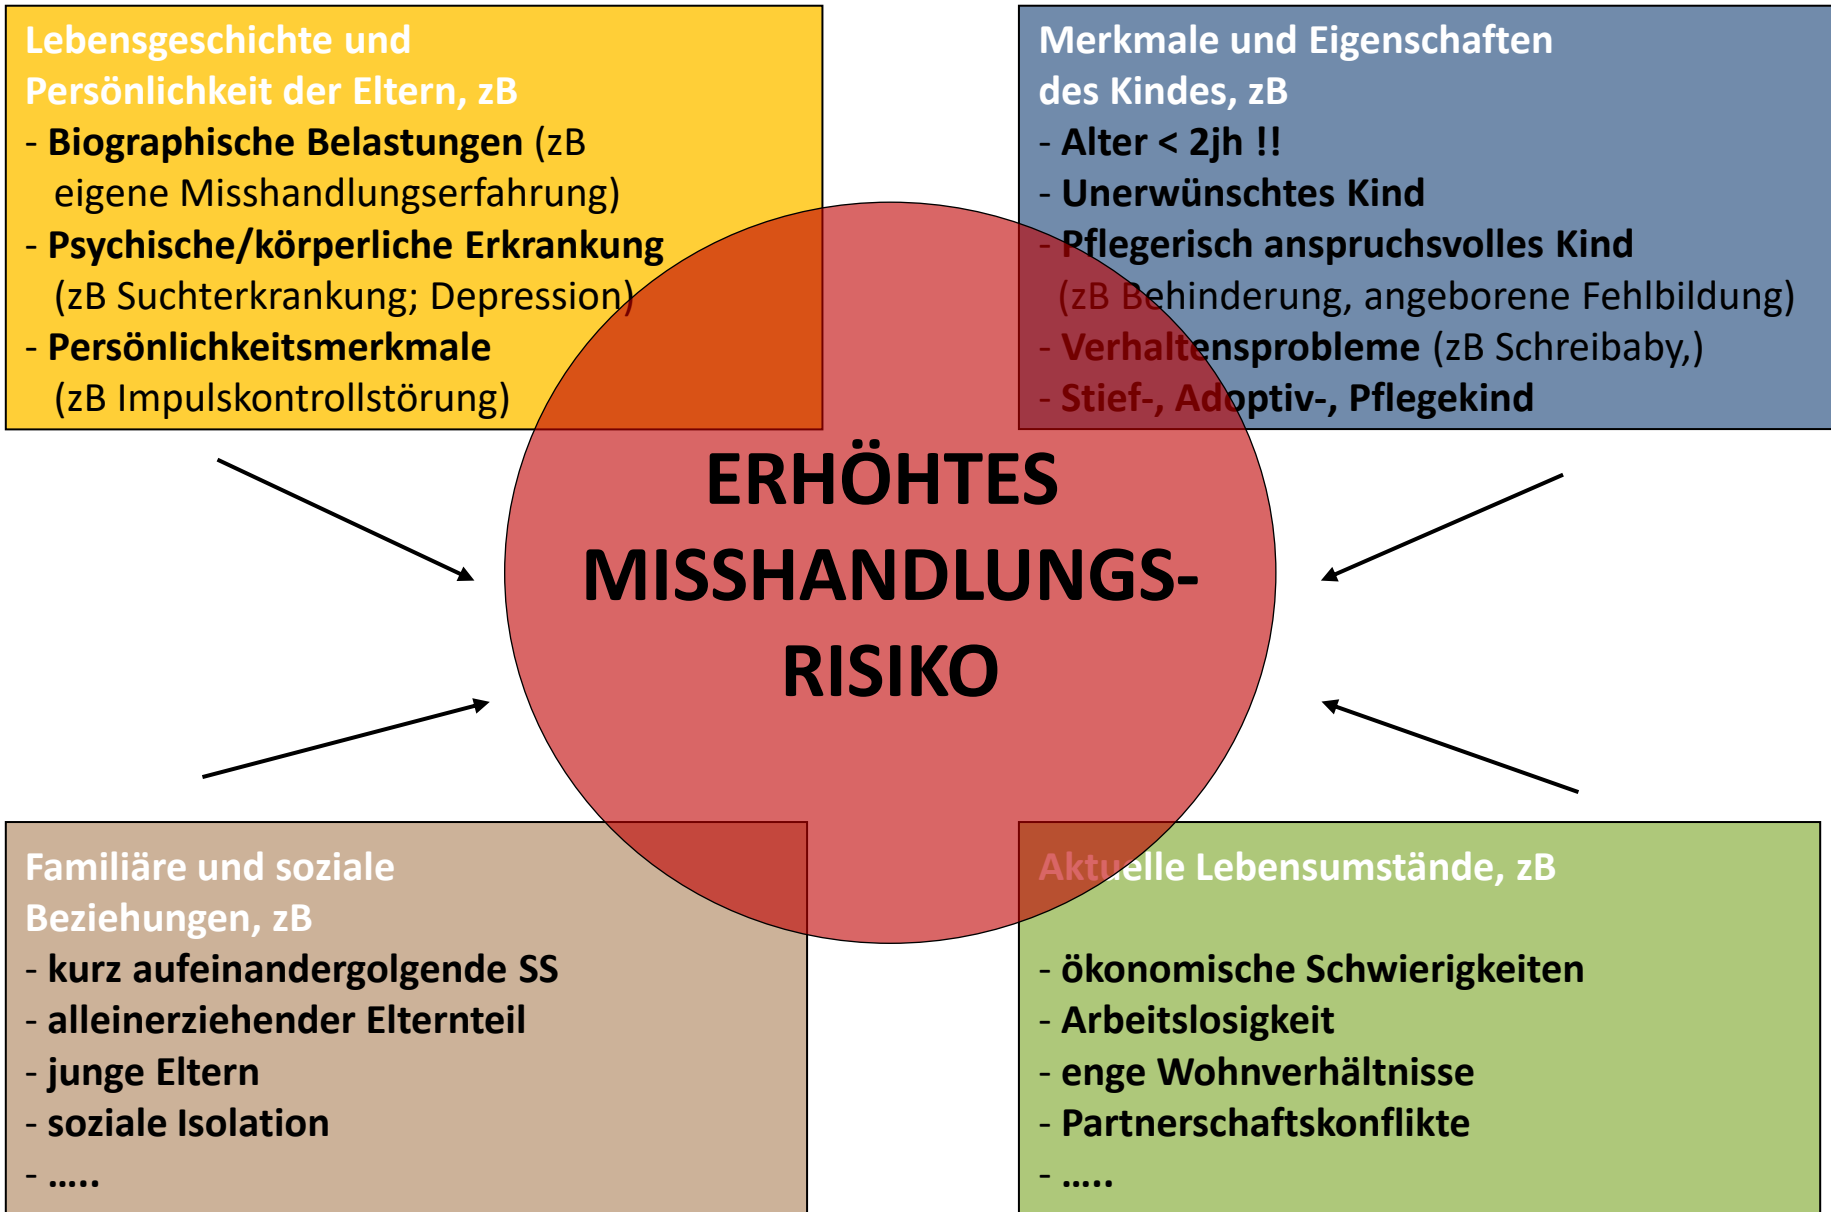 Lebensgeschichte und
Persönlichkeit der Eltern, zB
- Biographische Belastungen (zB
eigene Misshandlungserfahrung)
- Psychische/körperliche Erkrankung
(zB Suchterkrankung; Depression)
- Persönlichkeitsmerkmale
(zB Impulskontrollstörung)
Merkmale und Eigenschaften
des Kindes, zB
- Alter < 2jh !!
- Unerwünschtes Kind
- Pflegerisch anspruchsvolles Kind
(zB Behinderung, angeborene Fehlbildung)
- Verhaltensprobleme (zB Schreibaby,)
- Stief-, Adoptiv-, Pflegekind
ERHÖHTES
MISSHANDLUNGS-
RISIKO
Familiäre und soziale
Beziehungen, zB
- kurz aufeinandergolgende SS
- alleinerziehender Elternteil
- junge Eltern
- soziale Isolation
- .....
Aktuelle Lebensumstände, zB
- ökonomische Schwierigkeiten
- Arbeitslosigkeit
- enge Wohnverhältnisse
- Partnerschaftskonflikte
- .....